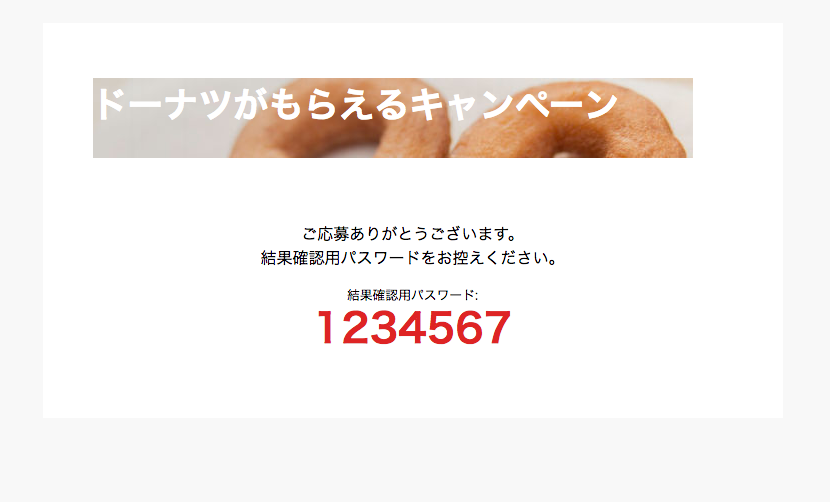 ドーナツがもらえるキャンペーン
ご応募ありがとうございます。
結果確認用パスワードをお控えください。
結果確認用パスワード:
1234567